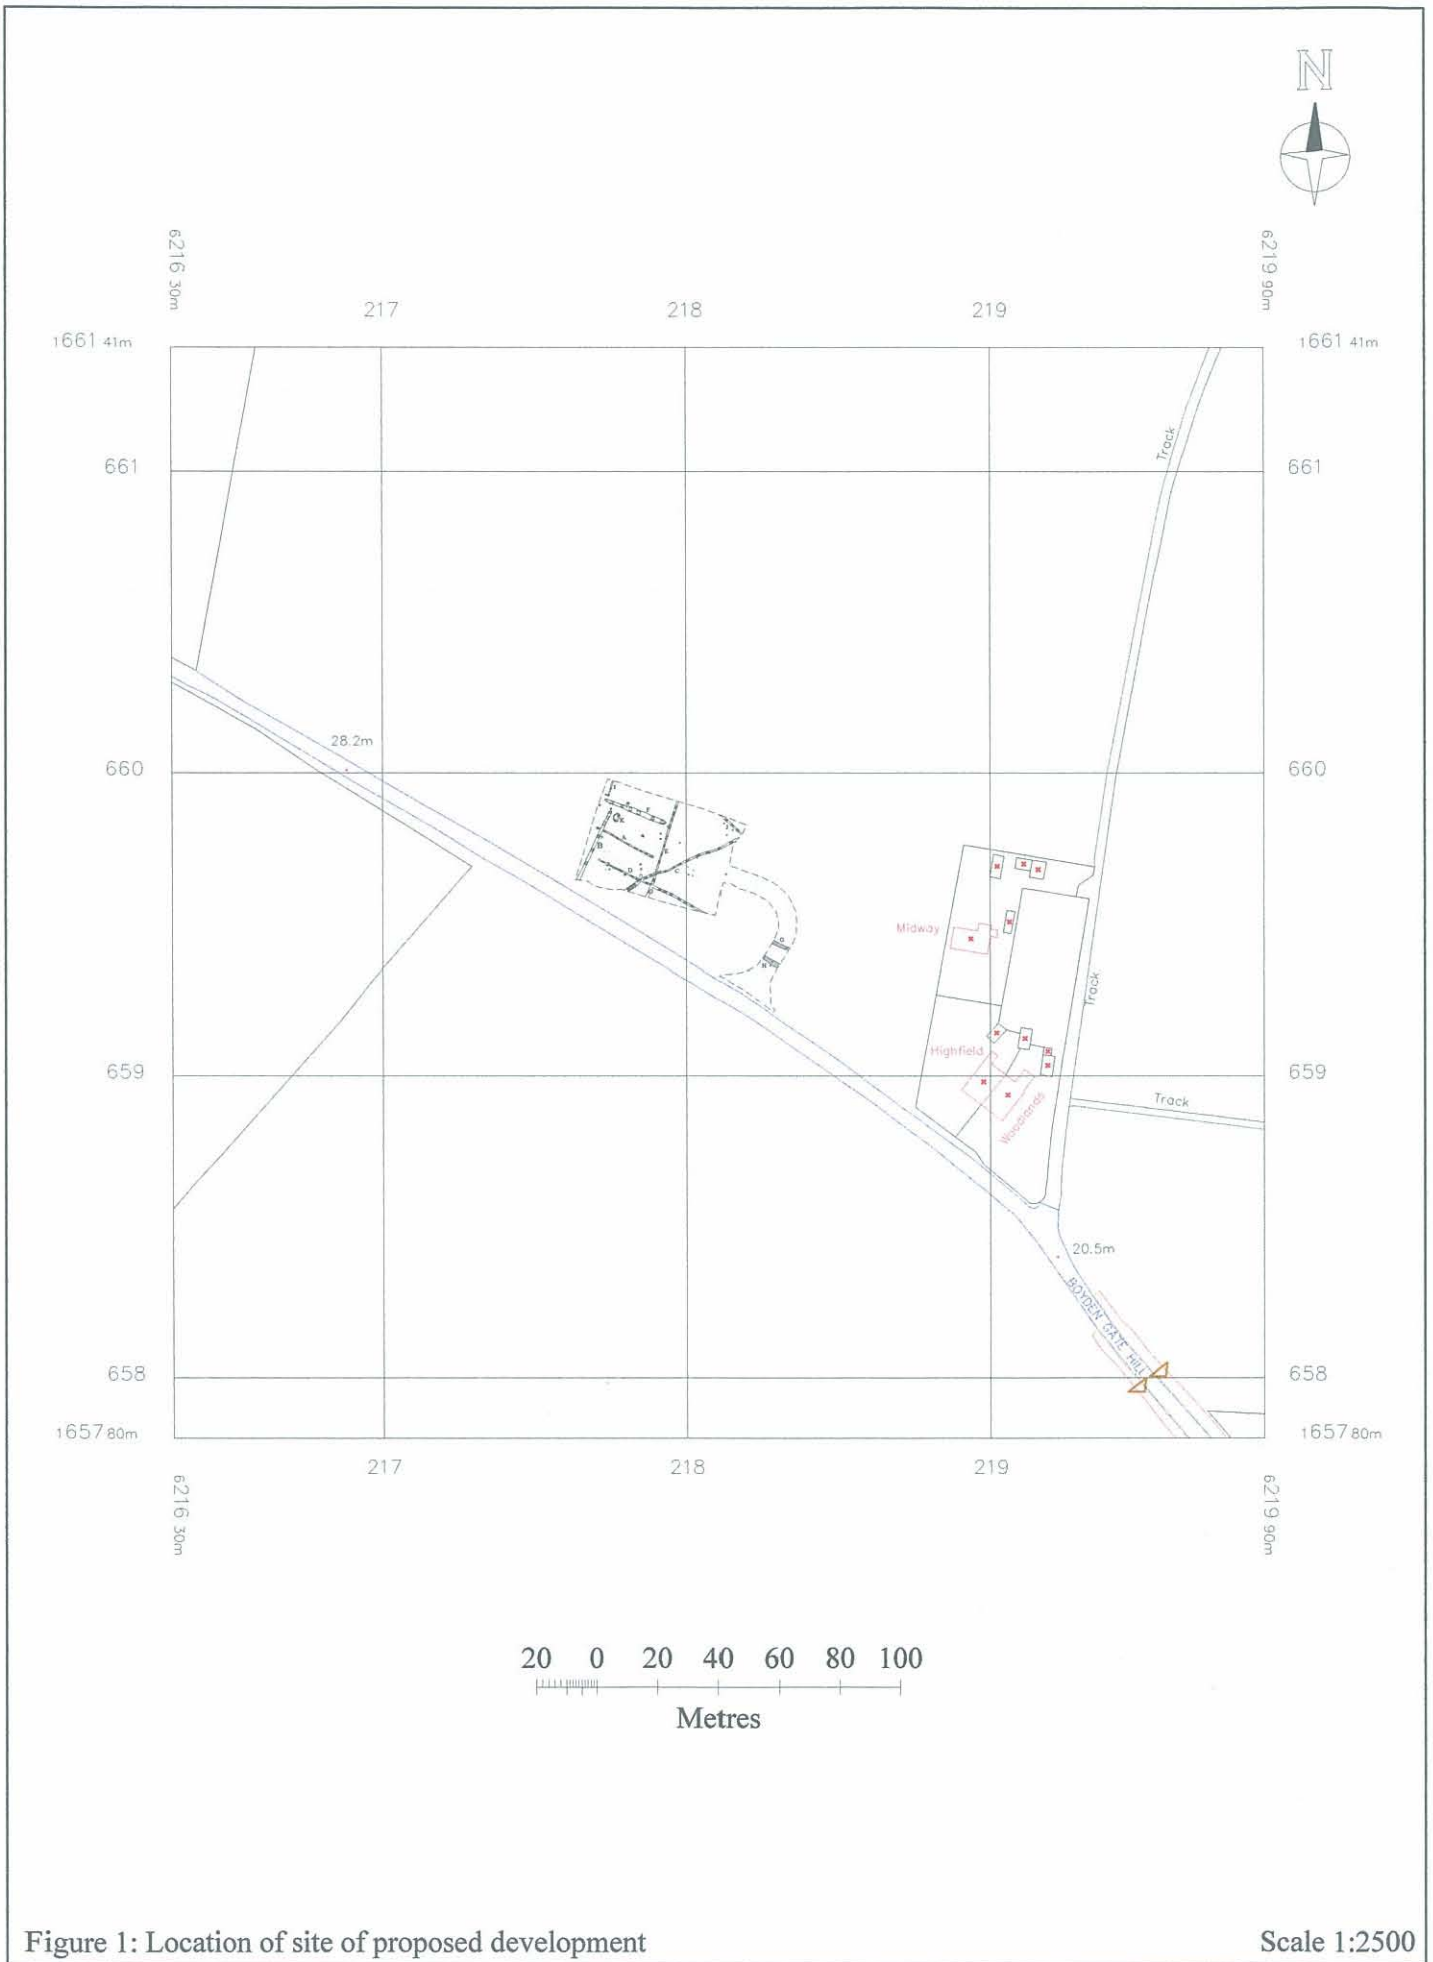 N
6216 30m
6219 90m
217 218 219
1661 41m 1661 41m
Track
661 661
28.2m
660 660
Midway
Track
Highfield
659 659
Track
Woodlands
20.5m
BOYDEN GATE HILL
658 658
1657 80m 1657 80m
217 218 219
6216 30m
6219 90m
20 0 20 40 60 80 100
Metres
Figure 1: Location of site of proposed development Scale 1:2500